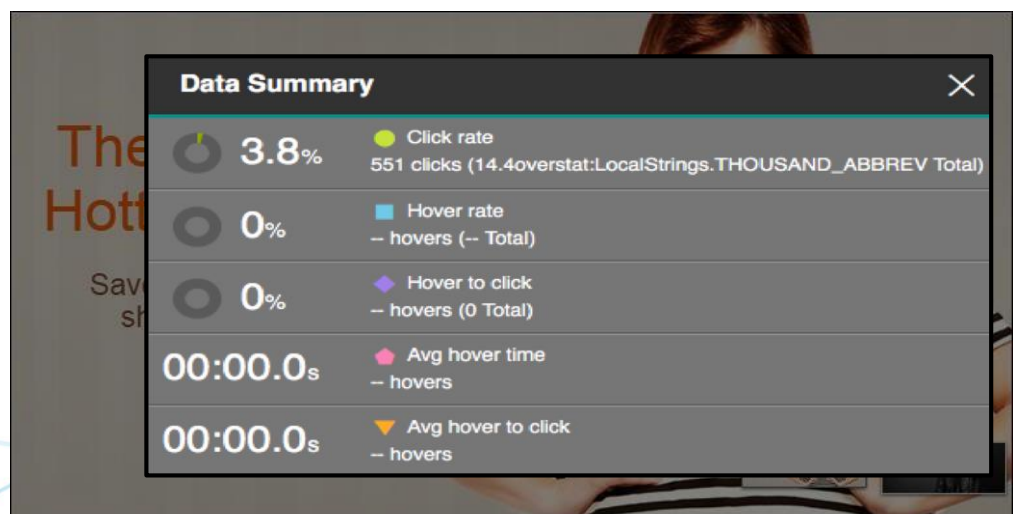 Data Summary
The
Hott
Sav
sh
3.8%
Click rate
551 clicks (14.4overstat:LocalStrings.THOUSAND_ABBREV Total)
0%
Hover rate
-- hovers (-- Total)
0%
Hover to click
-- hovers (0 Total)
00:00.0s
Avg hover time
-- hovers
00:00.0s
Avg hover to click
-- hovers